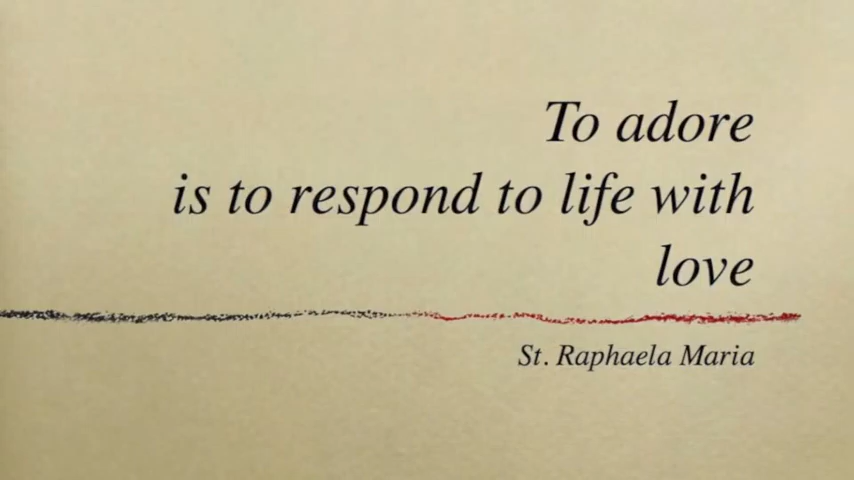 To adore
is to respond to life with
love
St. Raphaela Maria